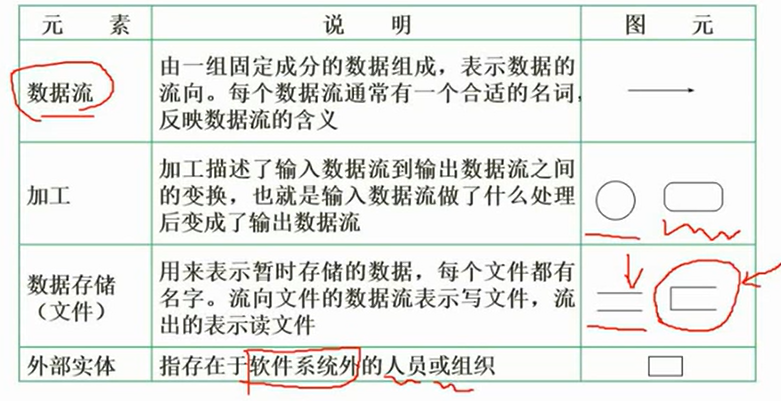 元 素 说 明 图 元
数据流
由一组固定成分的数据组成，表示数据的
流向。每个数据流通常有一个合适的名词，
反映数据流的含义
加工
加工描述了输入数据流到输出数据流之间
的变换，也就是输入数据流做了什么处理
后变成了输出数据流
数据存储
（文件）
用来表示暂时存储的数据，每个文件都有
名字。流向文件的数据流表示写文件，流
出的表示读文件
外部实体
指存在于软件系统外的人员或组织